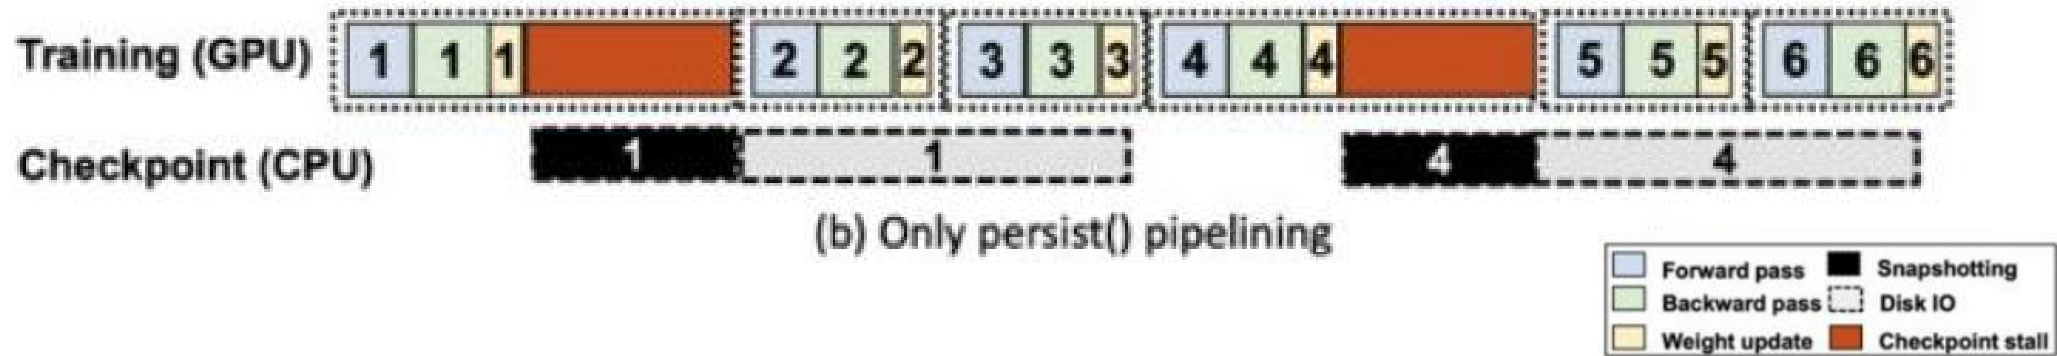 Training (GPU) 1 1 1 2 2 2 3 3 3 4 4 4 5 5 5 6 6 6
Checkpoint (CPU) 1 1 4 4
(b) Only persist() pipelining
Forward pass Snapshotting
Backward pass Disk IO
Weight update Checkpoint stall